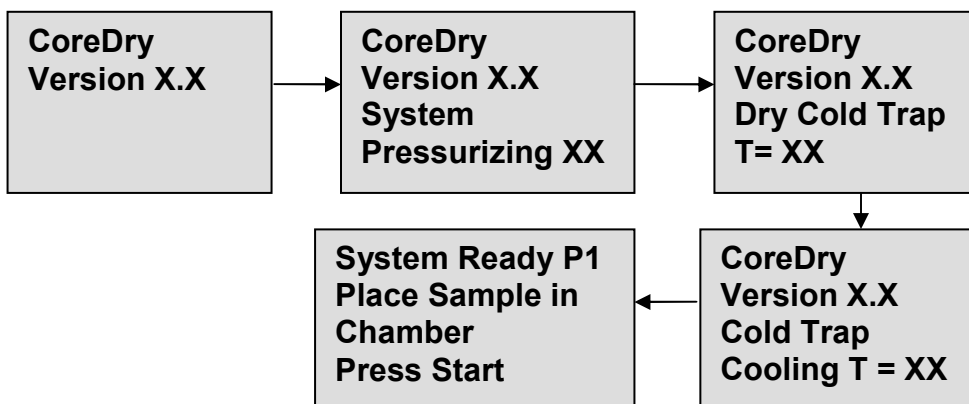 CoreDry
Version X.X
CoreDry
Version X.X
System
Pressurizing XX
CoreDry
Version X.X
Dry Cold Trap
T= XX
CoreDry
Version X.X
Cold Trap
Cooling T = XX
System Ready P1
Place Sample in
Chamber
Press Start